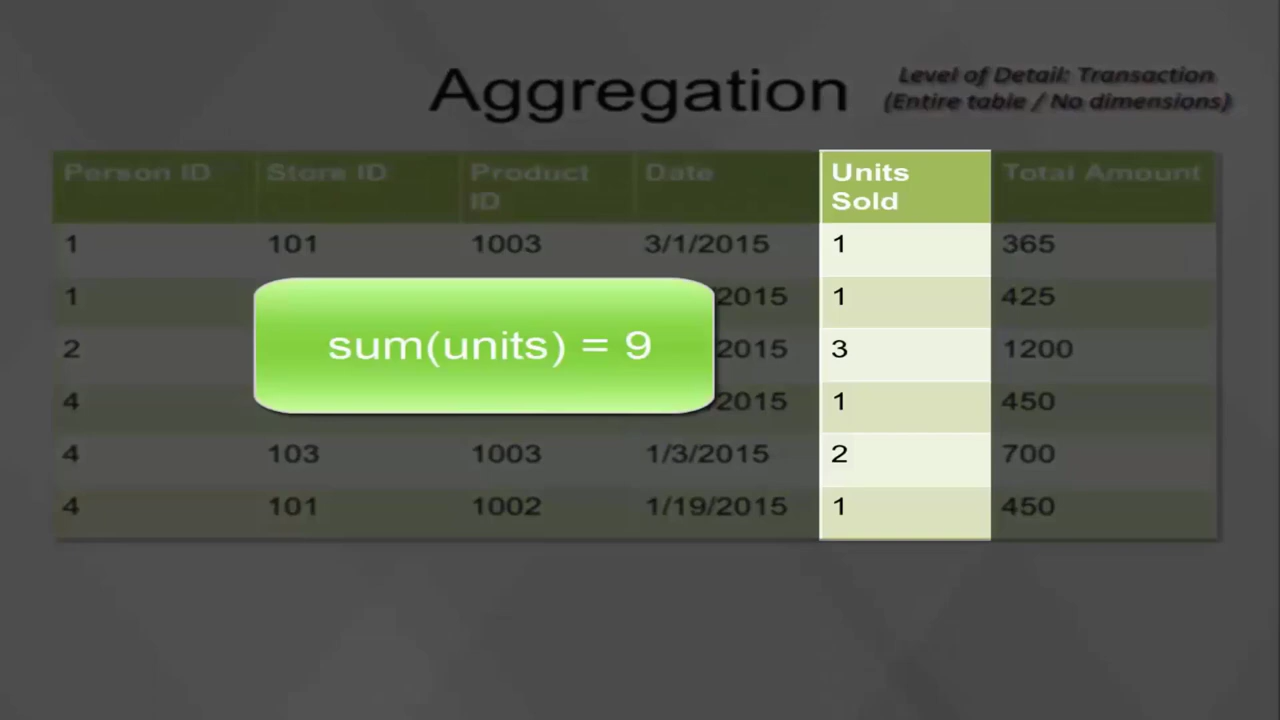 Aggregation
Level of Detail: Transaction
(Entire table / No dimensions)
Person ID Store ID Product ID Date Units Sold Total Amount
1 101 1003 3/1/2015 1 365
1 2015 1 425
2 2015 3 1200
4 2015 1 450
4 103 1003 1/3/2015 2 700
4 101 1002 1/19/2015 1 450
sum(units) = 9